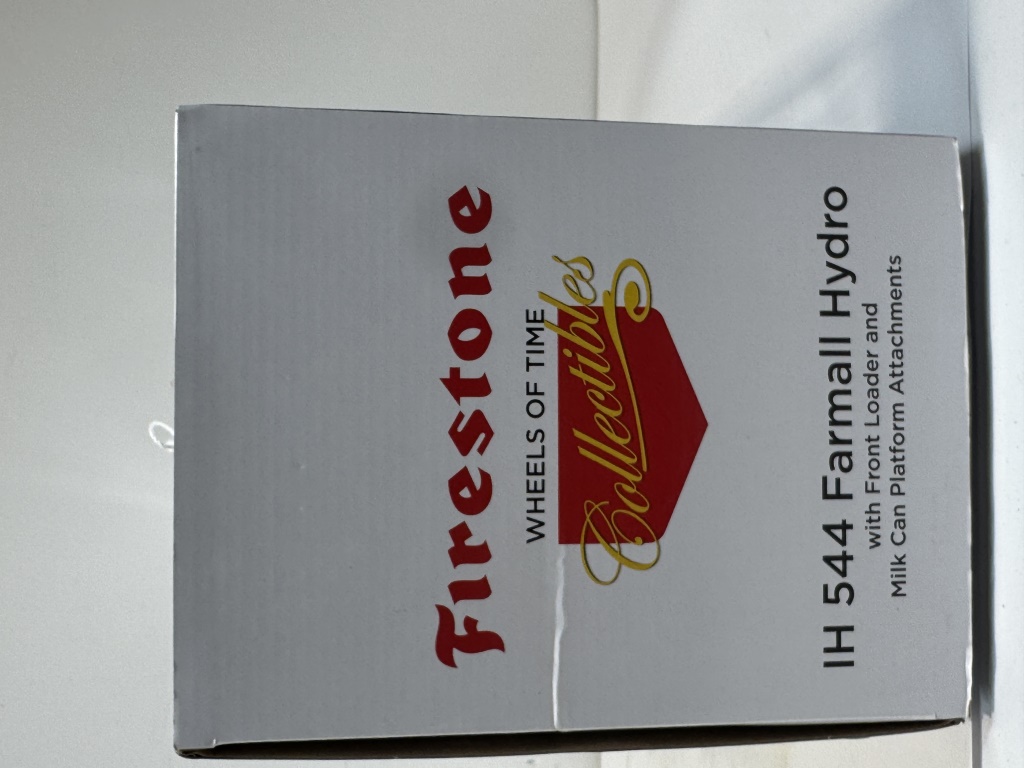 Firestone
WHEELS OF TIME
Collectibles
IH 544 Farmall Hydro
with Front Loader and
Milk Can Platform Attachments